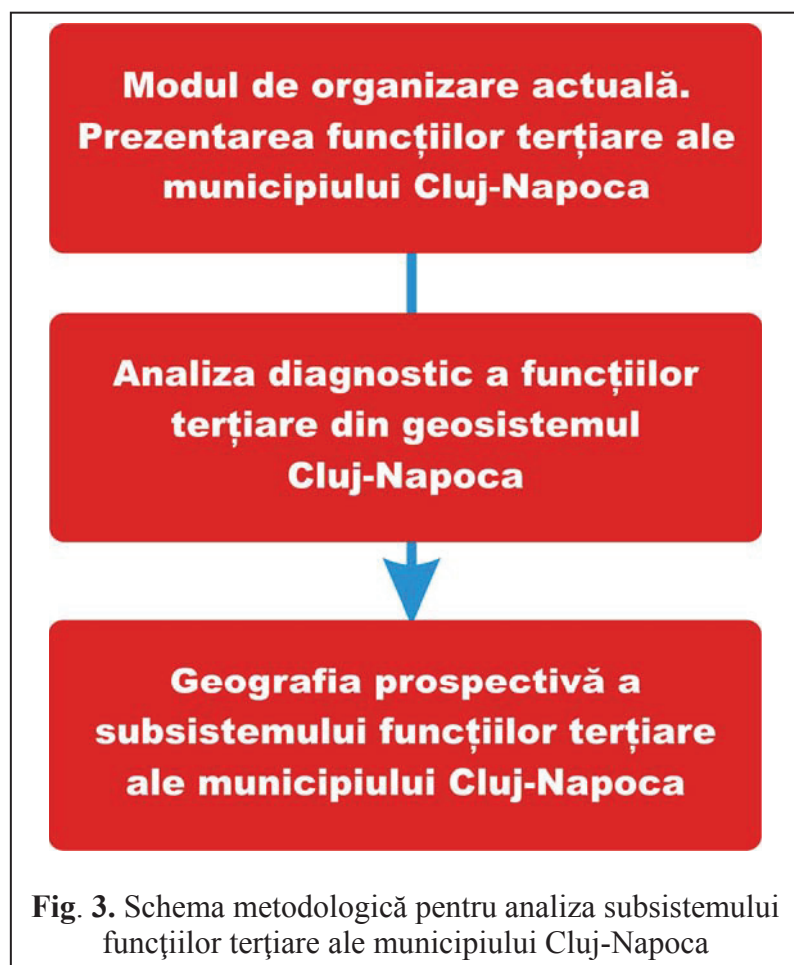 Modul de organizare actuală.
Prezentarea funcțiilor terțiare ale
municipiului Cluj-Napoca
Analiza diagnostic a funcțiilor
terțiare din geosistemul
Cluj-Napoca
Geografia prospectivă a
subsistemului funcțiilor terțiare
ale municipiului Cluj-Napoca
Fig. 3. Schema metodologică pentru analiza subsistemului
funcţiilor terţiare ale municipiului Cluj-Napoca